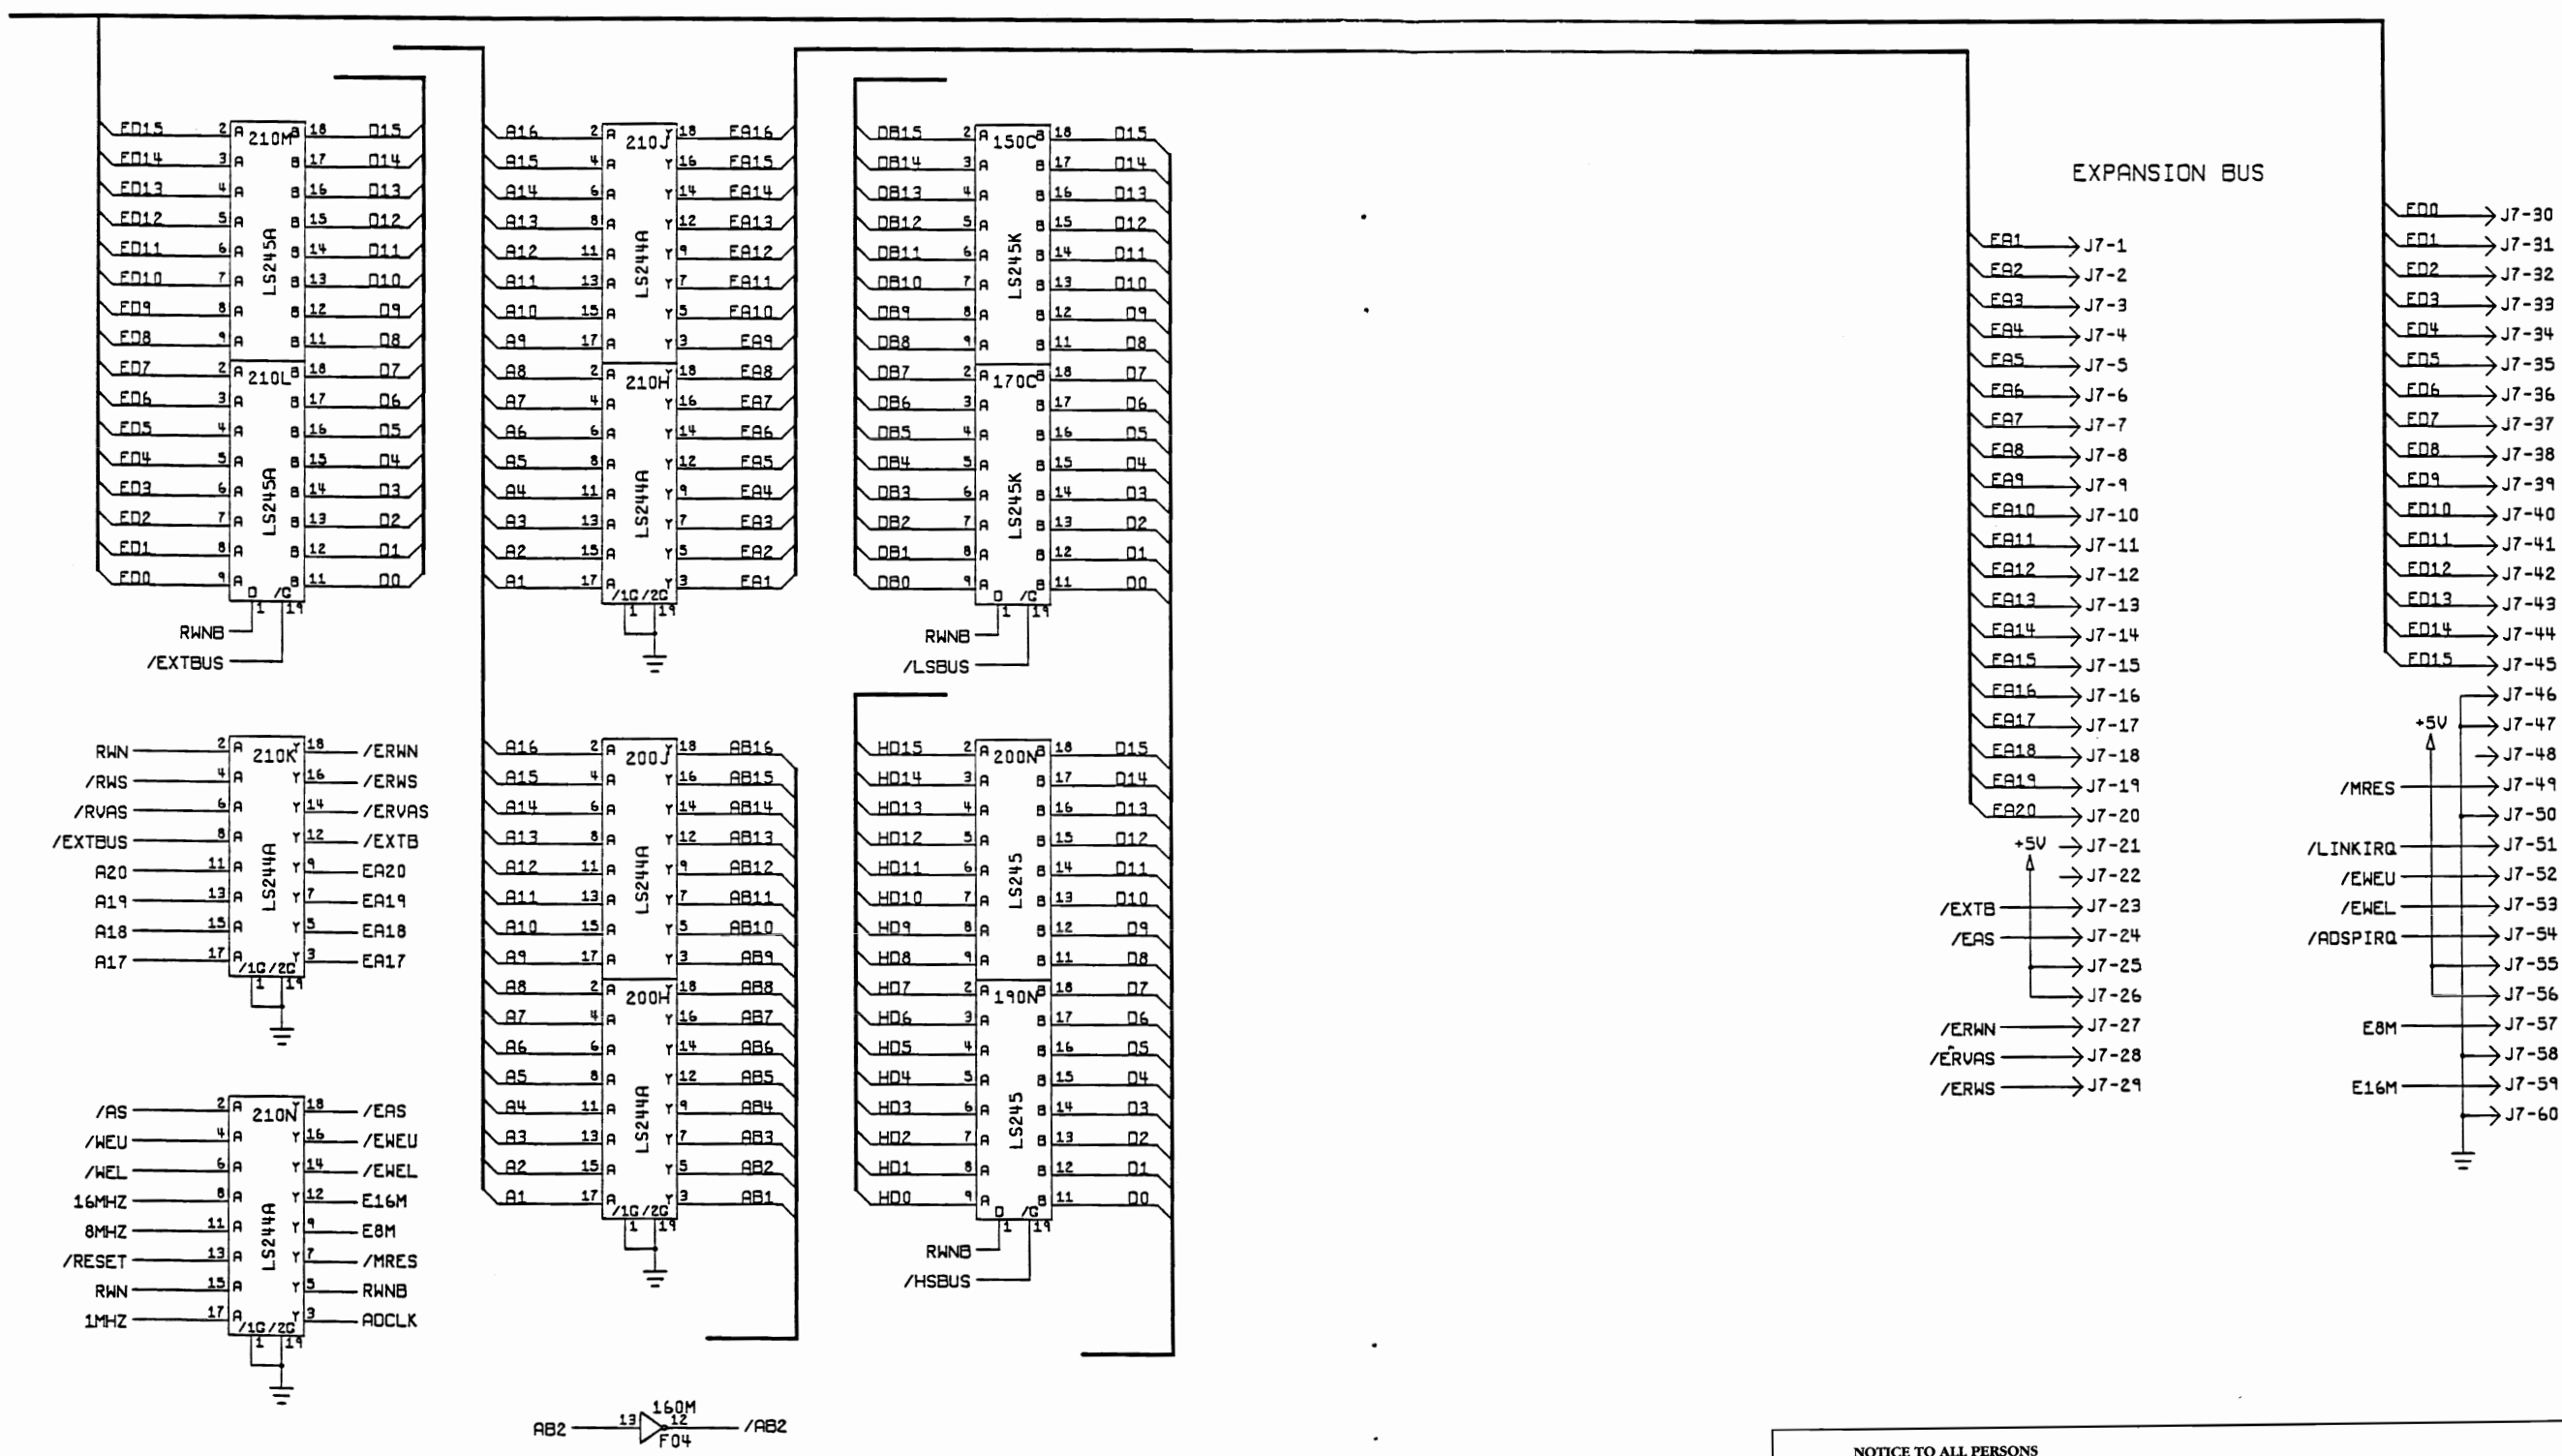 ED15 2 A 210M B 18 D15
ED14 3 A B 17 D14
ED13 4 A B 16 D13
ED12 5 A B 15 D12
ED11 6 A B 14 D11
ED10 7 A B 13 D10
ED9 8 A B 12 D9
ED8 9 A B 11 D8
LS245A
ED7 2 A 210L B 18 D7
ED6 3 A B 17 D6
ED5 4 A B 16 D5
ED4 5 A B 15 D4
ED3 6 A B 14 D3
ED2 7 A B 13 D2
ED1 8 A B 12 D1
ED0 9 A B 11 D0
LS245A
D /G
1 19
RWNB
/EXTBUS
RWN 2 A 210K Y 18 /ERWN
/RWS 4 A Y 16 /ERWS
/RVAS 6 A Y 14 /ERVAS
/EXTBUS 8 A Y 12 /EXTB
A20 11 A Y 9 EA20
A19 13 A Y 7 EA19
A18 15 A Y 5 EA18
A17 17 A Y 3 EA17
LS244A
/1G /2G
1 19
/AS 2 A 210N Y 18 /EAS
/WEU 4 A Y 16 /EWEU
/WEL 6 A Y 14 /EWEL
16MHZ 8 A Y 12 E16M
8MHZ 11 A Y 9 E8M
/RESET 13 A Y 7 /MRES
RWN 15 A Y 5 RWNB
1MHZ 17 A Y 3 ADCLK
LS244A
/1G /2G
1 19
A16 2 A 210J Y 18 EA16
A15 4 A Y 16 EA15
A14 6 A Y 14 EA14
A13 8 A Y 12 EA13
A12 11 A Y 9 EA12
A11 13 A Y 7 EA11
A10 15 A Y 5 EA10
A9 17 A Y 3 EA9
LS244A
A8 2 A 210H Y 18 EA8
A7 4 A Y 16 EA7
A6 6 A Y 14 EA6
A5 8 A Y 12 EA5
A4 11 A Y 9 EA4
A3 13 A Y 7 EA3
A2 15 A Y 5 EA2
A1 17 A Y 3 EA1
LS244A
/1G /2G
1 19
A16 2 A 200J Y 18 AB16
A15 4 A Y 16 AB15
A14 6 A Y 14 AB14
A13 8 A Y 12 AB13
A12 11 A Y 9 AB12
A11 13 A Y 7 AB11
A10 15 A Y 5 AB10
A9 17 A Y 3 AB9
LS244A
A8 2 A 200H Y 18 AB8
A7 4 A Y 16 AB7
A6 6 A Y 14 AB6
A5 8 A Y 12 AB5
A4 11 A Y 9 AB4
A3 13 A Y 7 AB3
A2 15 A Y 5 AB2
A1 17 A Y 3 AB1
LS244A
/1G /2G
1 19
160M
AB2 13 12 /AB2
F04
DB15 2 A 150C B 18 D15
DB14 3 A B 17 D14
DB13 4 A B 16 D13
DB12 5 A B 15 D12
DB11 6 A B 14 D11
DB10 7 A B 13 D10
DB9 8 A B 12 D9
DB8 9 A B 11 D8
LS245K
DB7 2 A 170C B 18 D7
DB6 3 A B 17 D6
DB5 4 A B 16 D5
DB4 5 A B 15 D4
DB3 6 A B 14 D3
DB2 7 A B 13 D2
DB1 8 A B 12 D1
DB0 9 A B 11 D0
LS245K
D /G
1 19
RWNB
/LSBUS
HD15 2 A 200N B 18 D15
HD14 3 A B 17 D14
HD13 4 A B 16 D13
HD12 5 A B 15 D12
HD11 6 A B 14 D11
HD10 7 A B 13 D10
HD9 8 A B 12 D9
HD8 9 A B 11 D8
LS245
HD7 2 A 190N B 18 D7
HD6 3 A B 17 D6
HD5 4 A B 16 D5
HD4 5 A B 15 D4
HD3 6 A B 14 D3
HD2 7 A B 13 D2
HD1 8 A B 12 D1
HD0 9 A B 11 D0
LS245
D /G
1 19
RWNB
/HSBUS
EXPANSION BUS
EA1 J7-1
EA2 J7-2
EA3 J7-3
EA4 J7-4
EA5 J7-5
EA6 J7-6
EA7 J7-7
EA8 J7-8
EA9 J7-9
EA10 J7-10
EA11 J7-11
EA12 J7-12
EA13 J7-13
EA14 J7-14
EA15 J7-15
EA16 J7-16
EA17 J7-17
EA18 J7-18
EA19 J7-19
EA20 J7-20
+5V J7-21
J7-22
/EXTB J7-23
/EAS J7-24
J7-25
J7-26
/ERWN J7-27
/ERVAS J7-28
/ERWS J7-29
ED0 J7-30
ED1 J7-31
ED2 J7-32
ED3 J7-33
ED4 J7-34
ED5 J7-35
ED6 J7-36
ED7 J7-37
ED8 J7-38
ED9 J7-39
ED10 J7-40
ED11 J7-41
ED12 J7-42
ED13 J7-43
ED14 J7-44
ED15 J7-45
J7-46
+5V J7-47
J7-48
/MRES J7-49
J7-50
/LINKIRQ J7-51
/EWEU J7-52
/EWEL J7-53
/ADSPIRQ J7-54
J7-55
J7-56
E8M J7-57
J7-58
E16M J7-59
J7-60
NOTICE TO ALL PERSONS